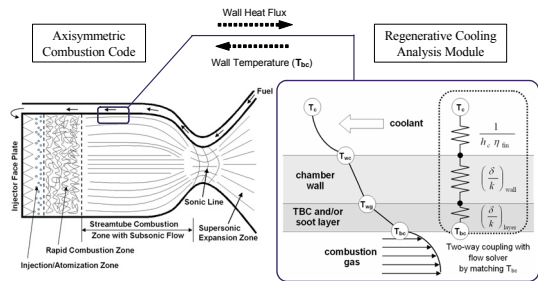 Axisymmetric
Combustion Code
Wall Heat Flux
Wall Temperature (Tbc)
Regenerative Cooling
Analysis Module
Fuel
Injector Face Plate
Sonic Line
Streamtube Combustion
Zone with Subsonic Flow
Supersonic
Expansion Zone
Rapid Combustion Zone
Injection/Atomization Zone
Tc
coolant
Twc
chamber
wall
Twg
TBC and/or
soot layer
Tbc
combustion
gas
Tc
1
hc ηfin
(δ/k)wall
(δ/k)layer
Tbc
Two-way coupling with
flow solver
by matching Tbc